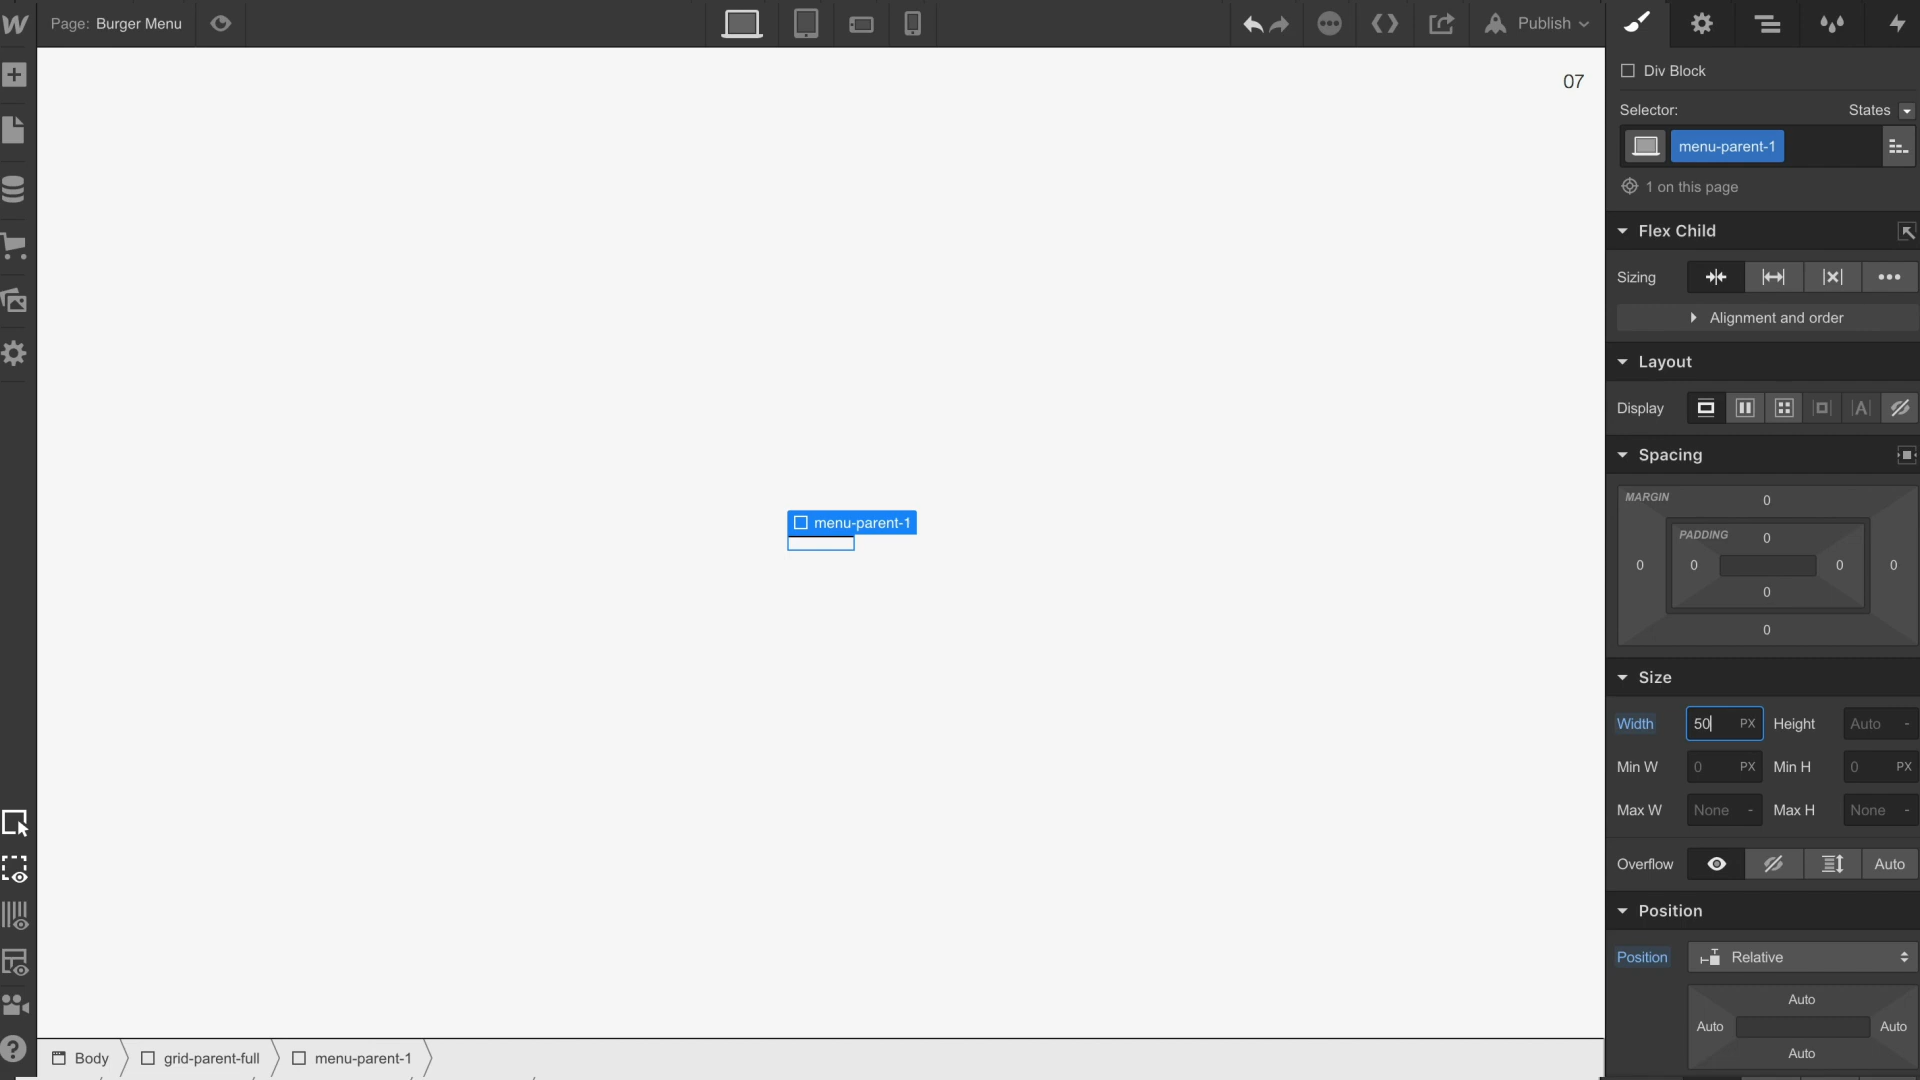 Page: Burger Menu
Publish
07
Div Block
Selector:
States
menu-parent-1
1 on this page
Flex Child
Sizing
Alignment and order
Layout
Display
Spacing
MARGIN
0
PADDING
0
0
0
0
0
0
0
Size
Width
50
PX
Height
Auto
-
Min W
0
PX
Min H
0
PX
Max W
None
-
Max H
None
-
Overflow
Auto
Position
Position
Relative
Auto
Auto
Auto
Auto
menu-parent-1
Body
grid-parent-full
menu-parent-1